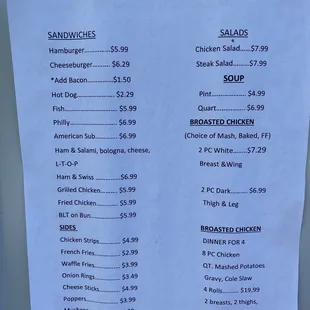 SANDWICHES
Hamburger..............$5.99
Cheeseburger......... $6.29
*Add Bacon............$1.50
Hot Dog................. $2.29
Fish......................... $5.99
Philly...................... $6.99
American Sub.......... $6.99
Ham & Salami, bologna, cheese,
L-T-O-P
Ham & Swiss ..............$6.99
Grilled Chicken.......... $5.99
Fried Chicken............ $5.99
BLT on Bun...............$5.99
SIDES
Chicken Strips........... $4.99
French Fries............. $2.99
Waffle Fries............. $3.99
Onion Rings............. $3.49
Cheese Sticks........... $4.99
Poppers.................. $3.99
SALADS
*
Chicken Salad......$7.99
Steak Salad..........$7.99
SOUP
Pint.................. $4.99
Quart................ $6.99
BROASTED CHICKEN
(Choice of Mash, Baked, FF)
2 PC White........$7.29
Breast &Wing
2 PC Dark......... $6.99
Thigh & Leg
BROASTED CHICKEN
DINNER FOR 4
8 PC Chicken
QT. Mashed Potatoes
Gravy, Cole Slaw
4 Rolls........ $19.99
2 breasts, 2 thighs,